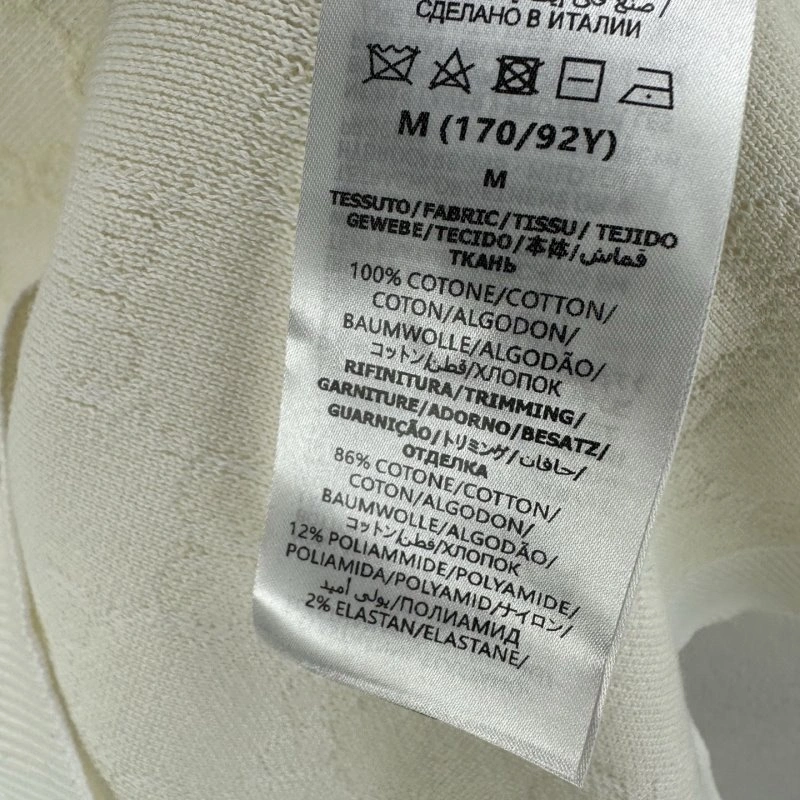 صنع في إيطاليا/
СДЕЛАНО В ИТАЛИИ
M (170/92Y)
M
TESSUTO/FABRIC/TISSU/ TEJIDO
GEWEBE/TECIDO/本体/قماش/
ТКАНЬ
100% COTONE/COTTON/
COTON/ALGODON/
BAUMWOLLE/ALGODÃO/
コットン/قطن/ХЛОПОК
RIFINITURA/TRIMMING/
GARNITURE/ADORNO/BESATZ/
GUARNIÇÃO/トリミング/حافات/
ОТДЕЛКА
86% COTONE/COTTON/
COTON/ALGODON/
BAUMWOLLE/ALGODÃO/
コットン/قطن/ХЛОПОК
12% POLIAMMIDE/POLYAMIDE/
POLIAMIDA/POLYAMID/ナイロン/
بولي أميد/ПОЛИАМИД
2% ELASTAN/ELASTANE/